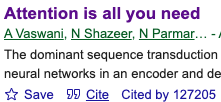 Attention is all you need
A Vaswani, N Shazeer, N Parmar… -
The dominant sequence transduction
neural networks in an encoder and de
Save Cite Cited by 127205